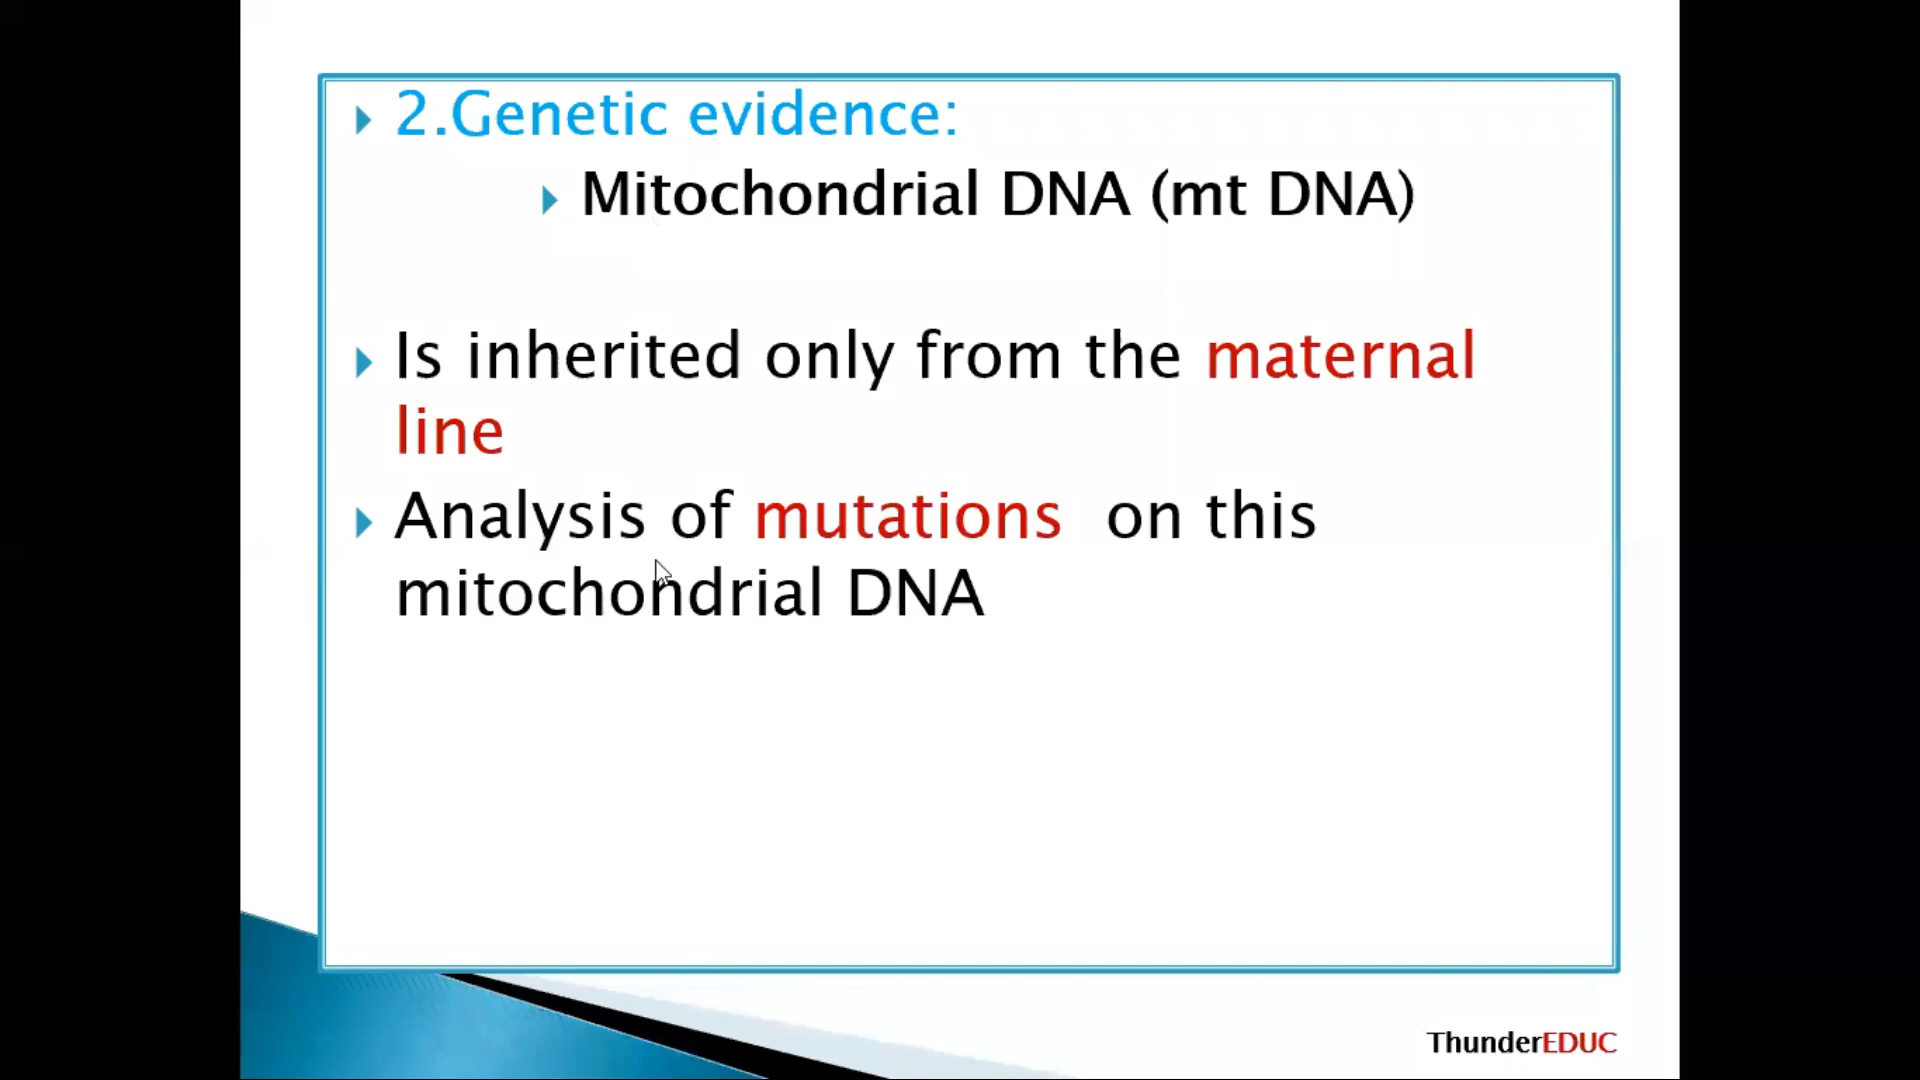 2.Genetic evidence:
Mitochondrial DNA (mt DNA)
Is inherited only from the maternal
line
Analysis of mutations on this
mitochondrial DNA
ThunderEDUC